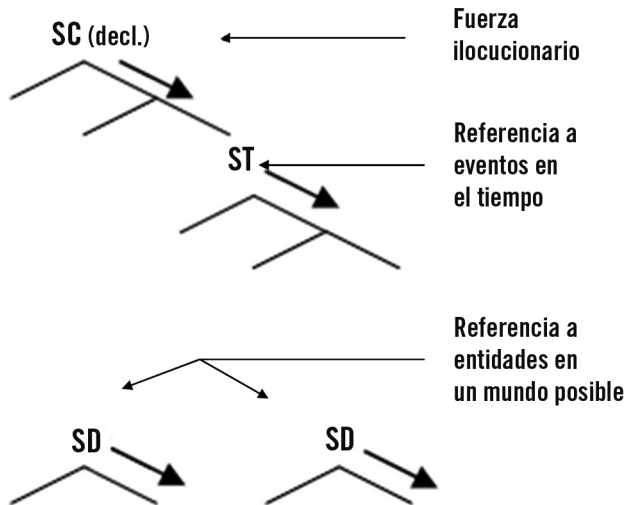 SC (decl.)
Fuerza
ilocucionario
ST
Referencia a
eventos en
el tiempo
Referencia a
entidades en
un mundo posible
SD
SD